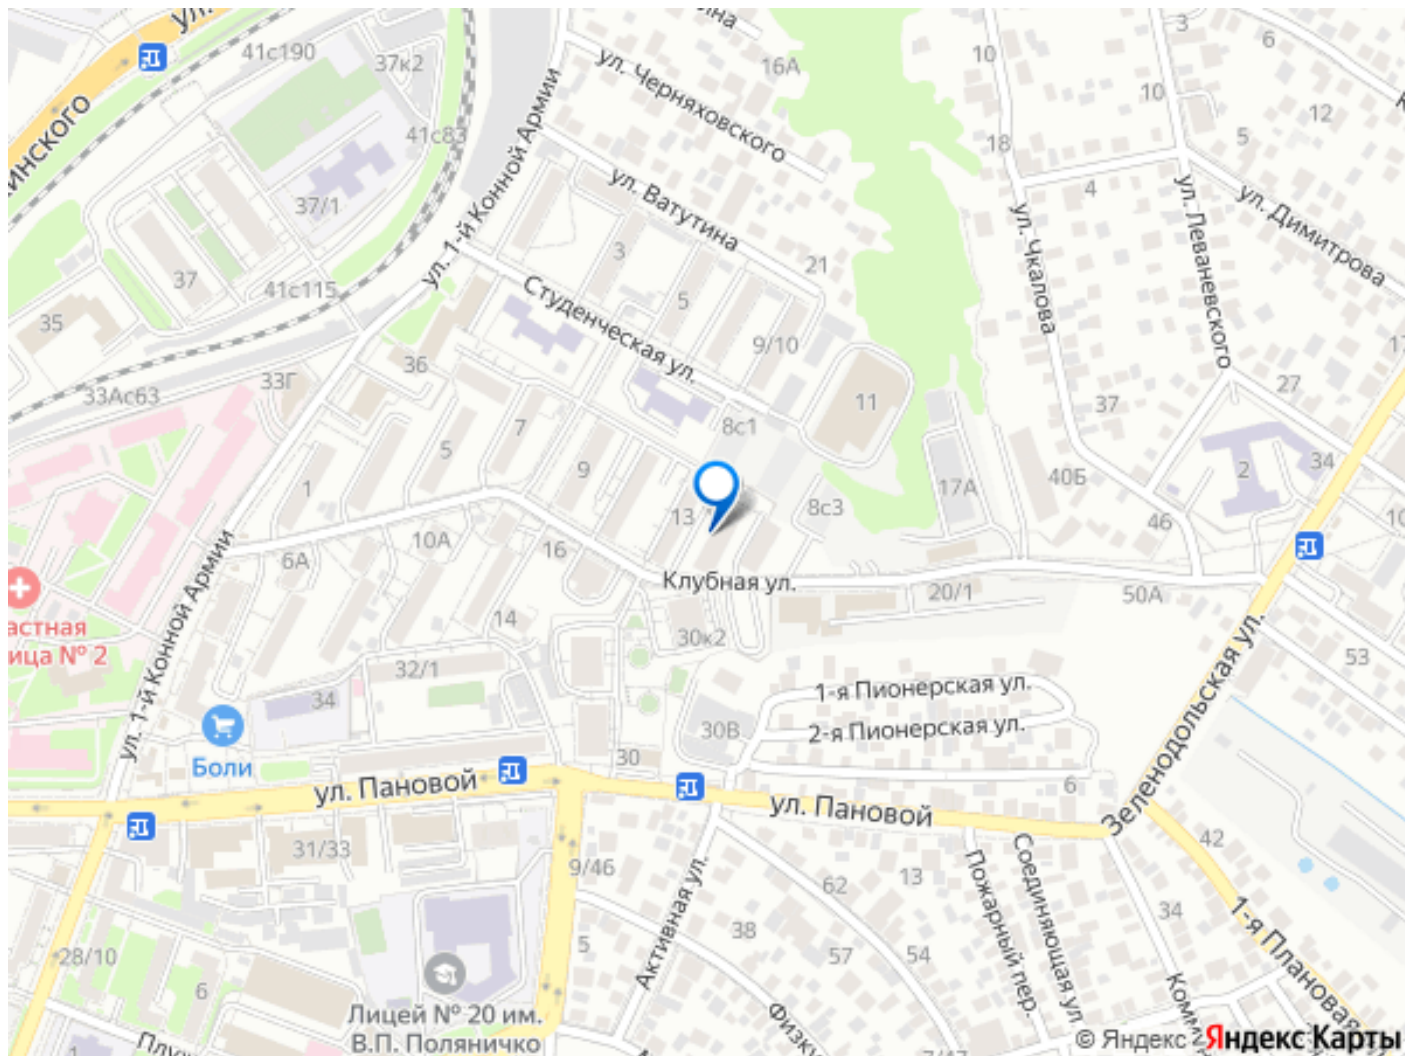 ул.
41с190
37к2
16А
3
6
10
10
12
5
18
4
41с83
ул. Черняховского
ул. 1-й Конной Армии
37/1
ул. Ватутина
ул. Чкалова
ул. Леваневского
ул. Димитрова
3
21
37
41с115
5
35
Студенческая ул.
9/10
36
33Г
33Ас63
27
17
11
37
7
8с1
5
9
40Б
2
34
1
17А
13
8с3
46
10
10А
16
6А
Клубная ул.
20/1
50А
14
30к2
ул. 1-й Конной Армии
астная
ица № 2
32/1
53
34
1-я Пионерская ул.
2-я Пионерская ул.
30В
Зеленодольская ул.
Боли
30
6
ул. Пановой
ул. Пановой
42
31/33
9/46
62
13
Пожарный пер.
Соединяющая ул
34
1-я Плановая
Активная ул.
38
5
57
54
28/10
6
Лицей № 20 им.
В.П. Поляничко
1
7/47
© Яндекс Яндекс Карты